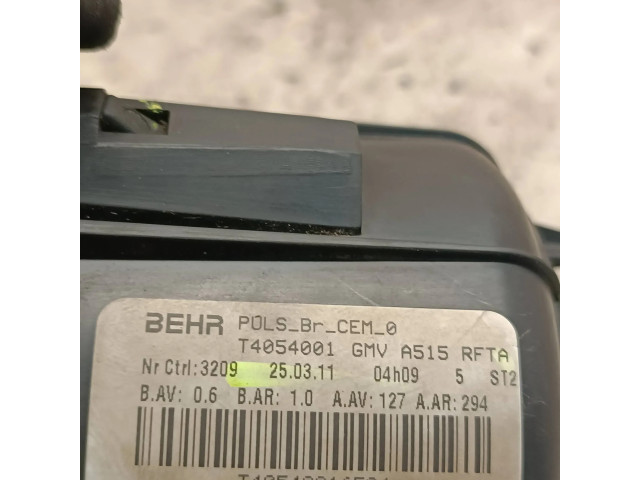 BEHR PULS_Br_CEM_0
T4054001 GMV A515 RFTA
Nr Ctrl:3209 25.03.11 04h09 5 ST2
B.AV: 0.6 B.AR: 1.0 A.AV: 127 A.AR: 294